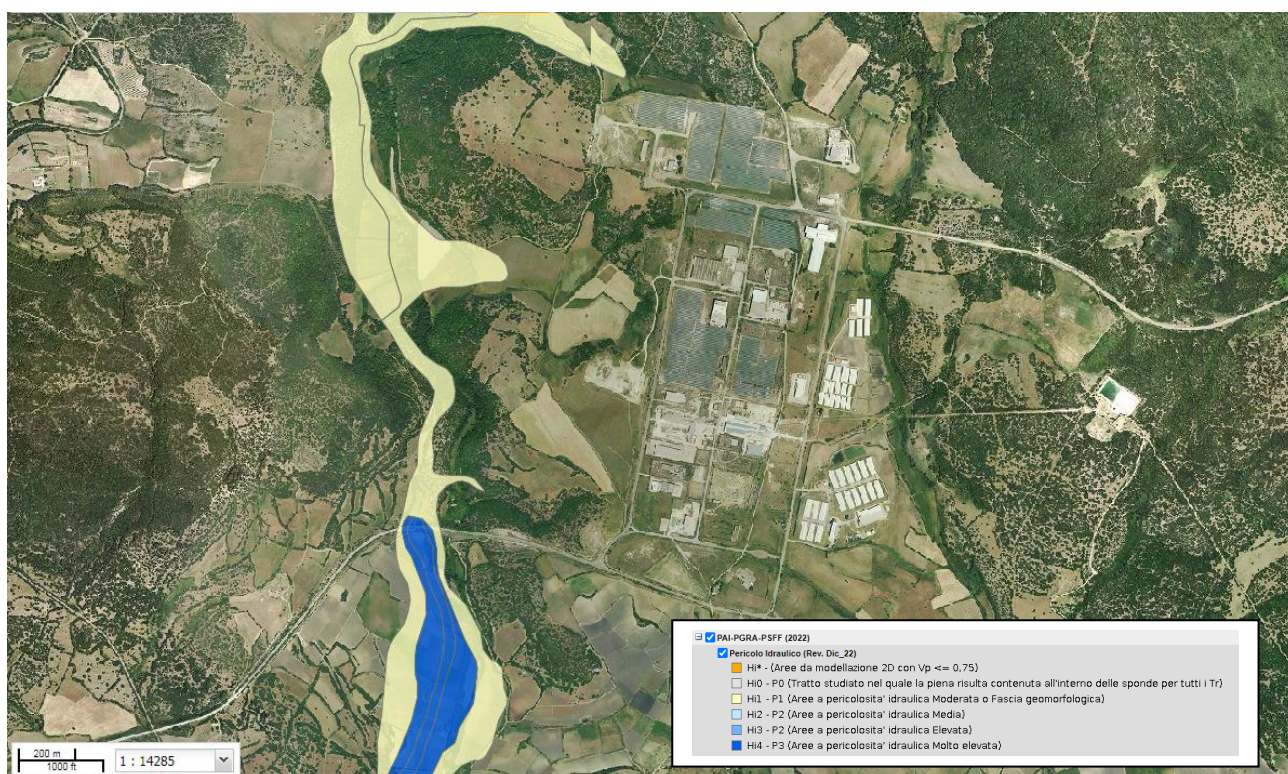 PAI-PGRA-PSFF (2022)
Pericolo Idraulico (Rev. Dic_22)
Hi* - (Aree da modellazione 2D con Vp <= 0,75)
Hi0 - P0 (Tratto studiato nel quale la piena risulta contenuta all'interno delle sponde per tutti i Tr)
Hi1 - P1 (Aree a pericolosita' idraulica Moderata o Fascia geomorfologica)
Hi2 - P2 (Aree a pericolosita' idraulica Media)
Hi3 - P2 (Aree a pericolosita' idraulica Elevata)
Hi4 - P3 (Aree a pericolosita' idraulica Molto elevata)
200 m
1000 ft
1 : 14285